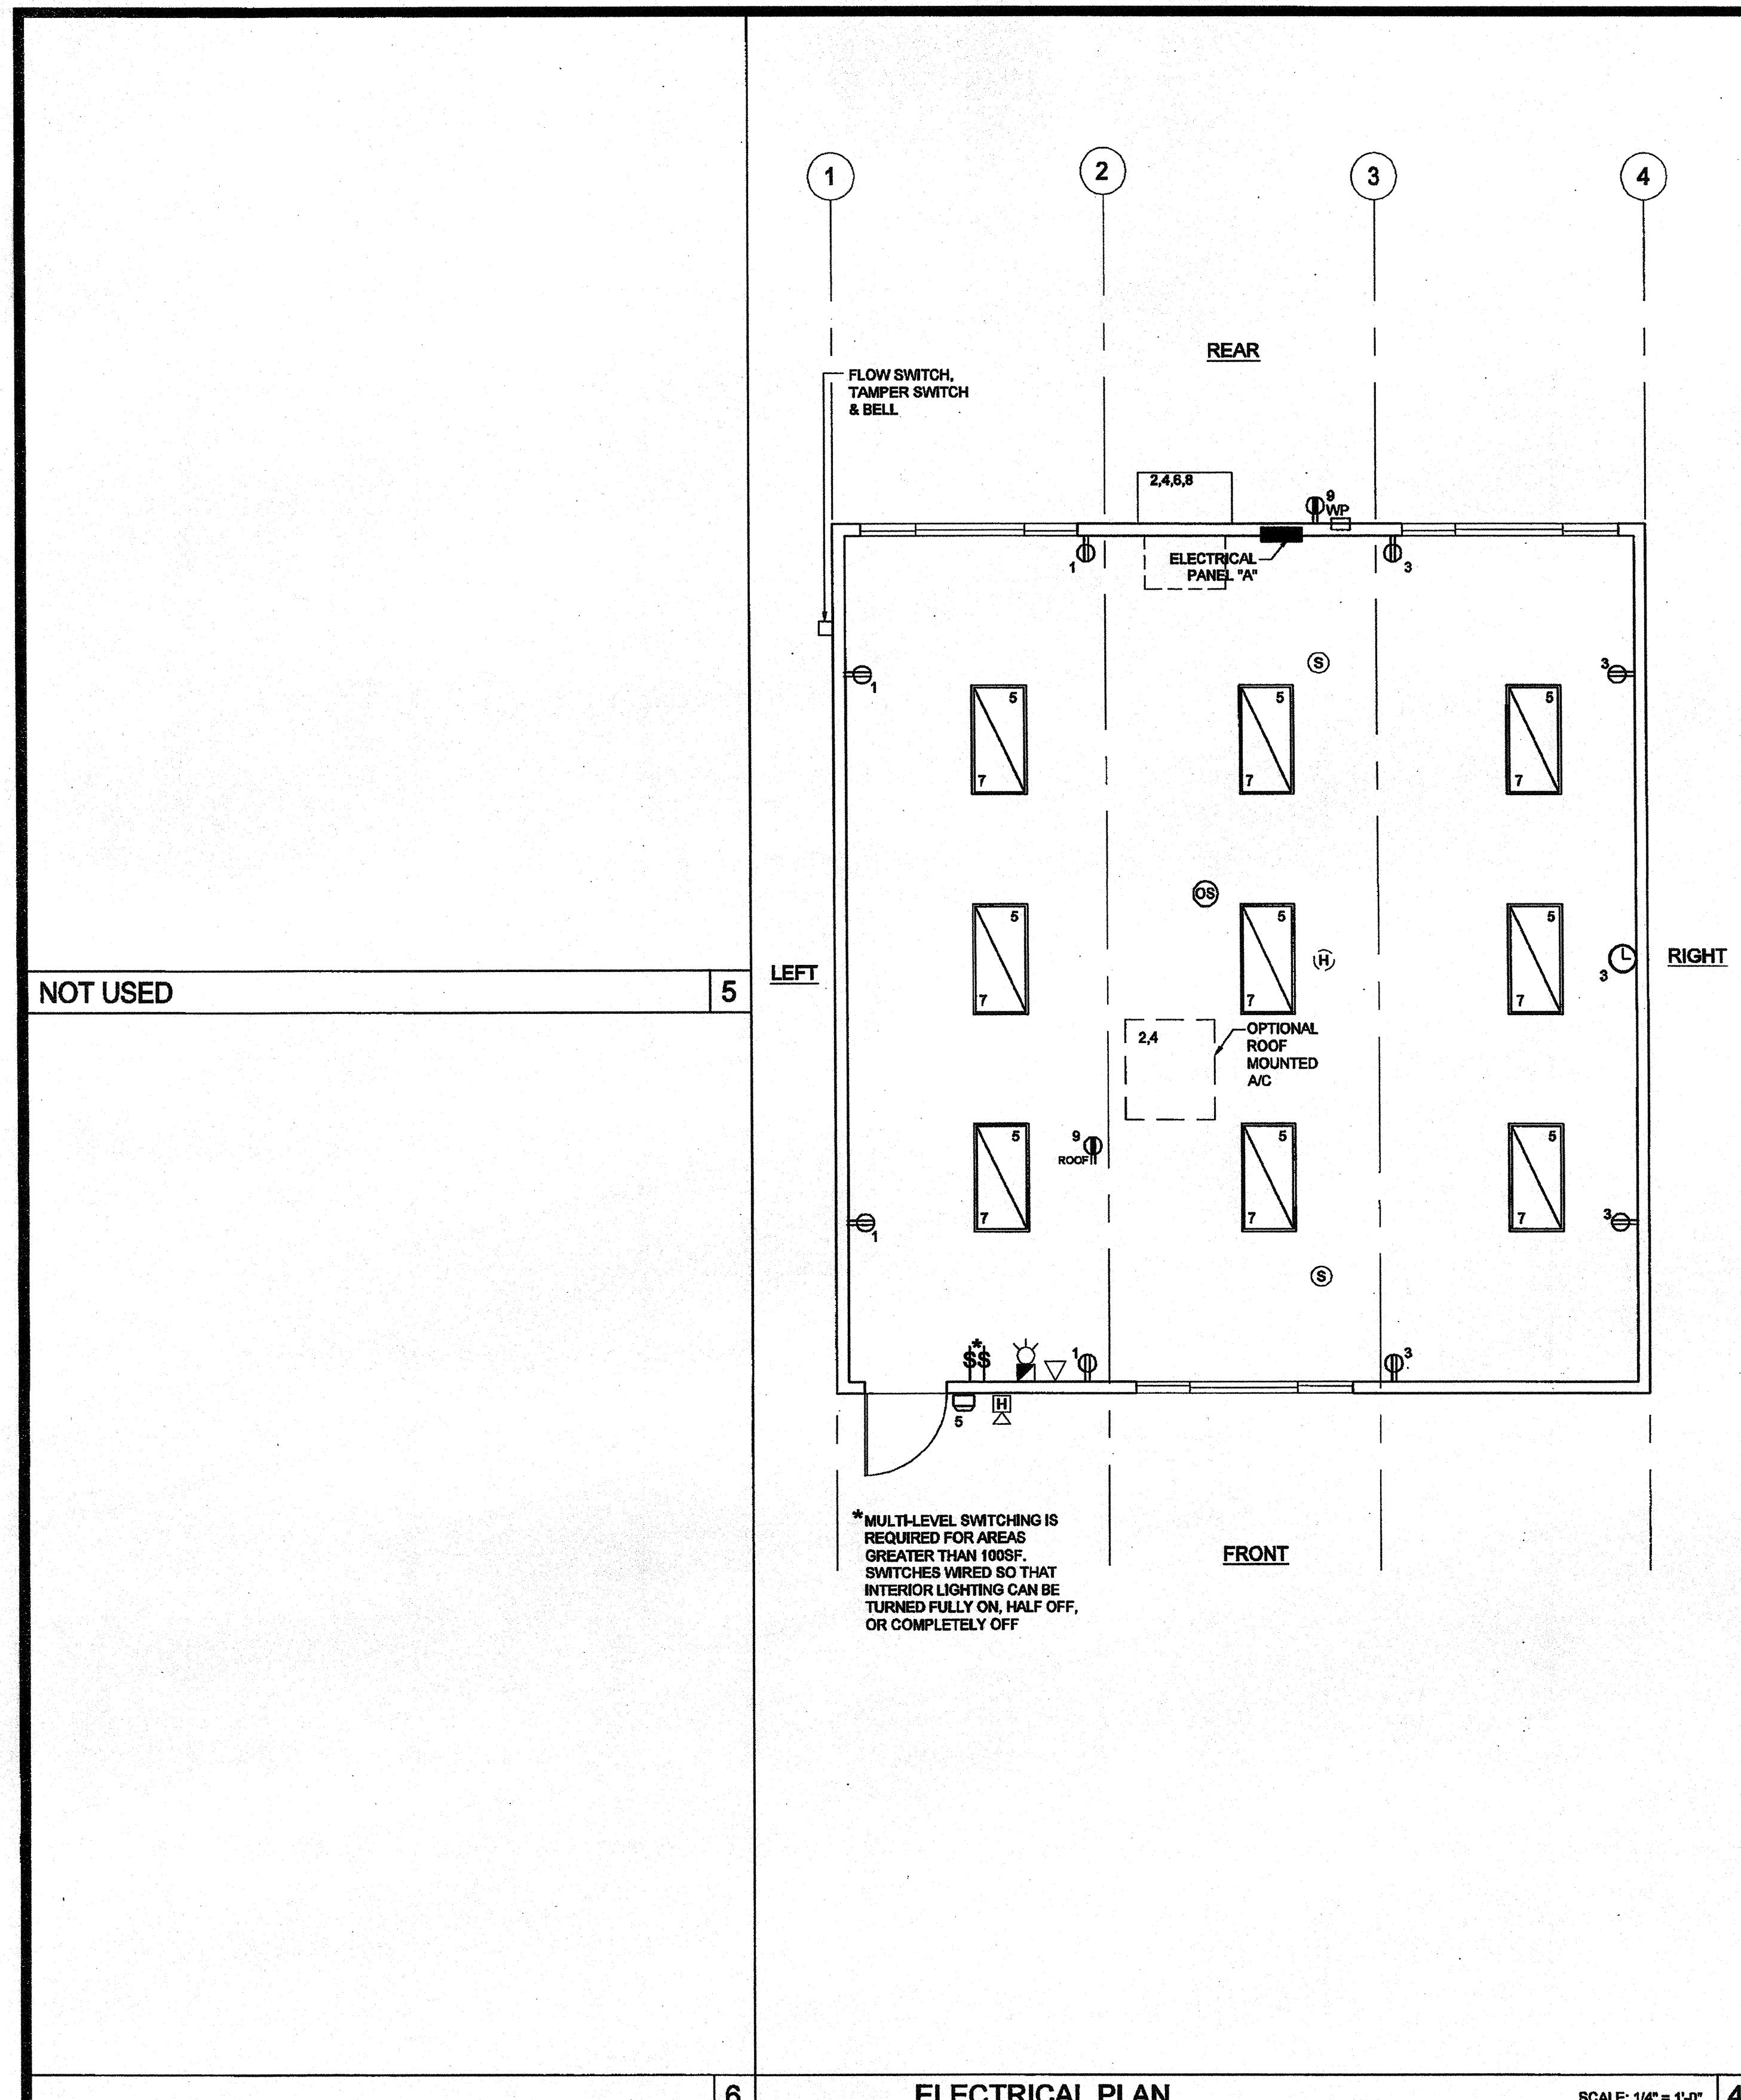 1
2
3
4
REAR
FLOW SWITCH,
TAMPER SWITCH
& BELL
2,4,6,8
9
WP
ELECTRICAL
PANEL "A"
1
3
S
1
3
5
5
5
7
7
7
OS
5
5
5
H
3
LEFT
RIGHT
NOT USED
5
7
7
7
2,4
OPTIONAL
ROOF
MOUNTED
A/C
9
ROOF
5
5
5
7
7
7
1
3
S
*
$$
1
3
5
H
*MULTI-LEVEL SWITCHING IS
REQUIRED FOR AREAS
GREATER THAN 100SF.
SWITCHES WIRED SO THAT
INTERIOR LIGHTING CAN BE
TURNED FULLY ON, HALF OFF,
OR COMPLETELY OFF
FRONT
6
ELECTRICAL PLAN
SCALE: 1/4" = 1'-0"
4